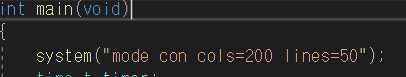 int main(void)
{
system("mode con cols=200 lines=50");